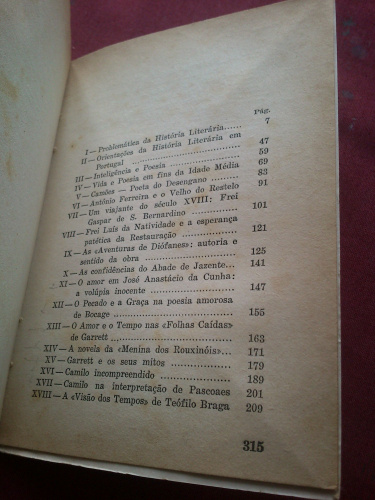 Pág.
I — Problemática da História Literária...... 7
II — Orientações da História Literária em
Portugal ............ 47
III — Inteligência e Poesia ............ 59
IV — Vida e Poesia em fins da Idade Média 69
V — Camões — Poeta do Desengano ...... 83
VI — António Ferreira e o Velho do Restelo 91
VII — Um viajante do século XVIII: Frei
Gaspar de S. Bernardino ............ 101
VIII — Frei Luís da Natividade e a esperança
patética da Restauração ............ 121
IX — As «Aventuras de Diófanes»; autoria e
sentido da obra ............ 125
X — As confidências do Abade de Jazente... 141
XI — O amor em José Anastácio da Cunha:
a volúpia inocente ............ 147
XII — O Pecado e a Graça na poesia amorosa
de Bocage ............ 155
XIII — O Amor e o Tempo nas «Folhas Caídas»
de Garrett ............ 163
XIV — A novela da «Menina dos Rouxinóis»... 171
XV — Garrett e os seus mitos ............ 179
XVI — Camilo incompreendido ............ 189
XVII — Camilo na interpretação de Pascoaes 201
XVIII — A «Visão dos Tempos» de Teófilo Braga 209
315